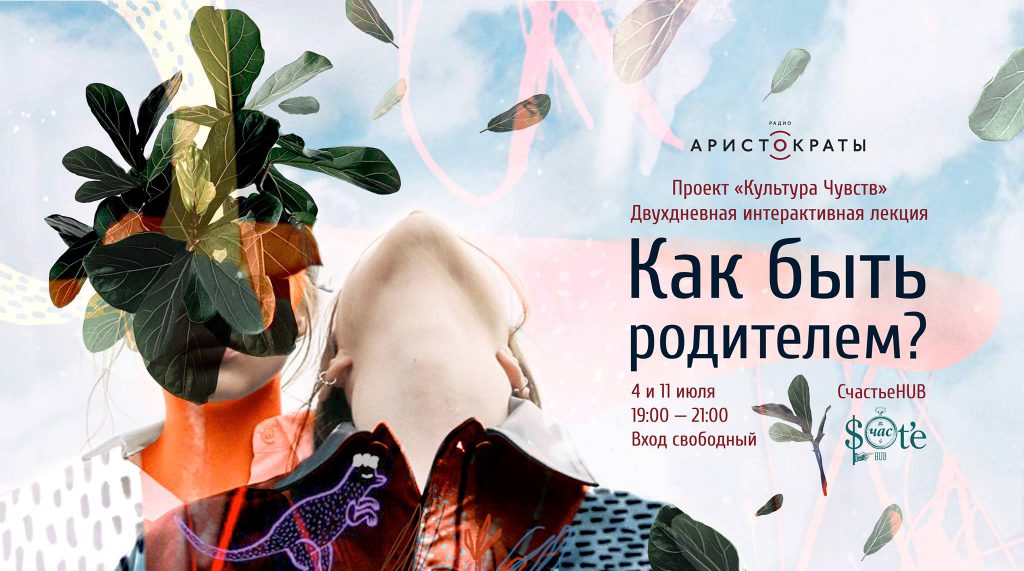 РАДИО
АРИСТОКРАТЫ
Проект «Культура Чувств»
Двухдневная интерактивная лекция
Как быть
родителем?
4 и 11 июля
19:00 — 21:00
Вход свободный
СчастьеHUB
$час t'e
HUB